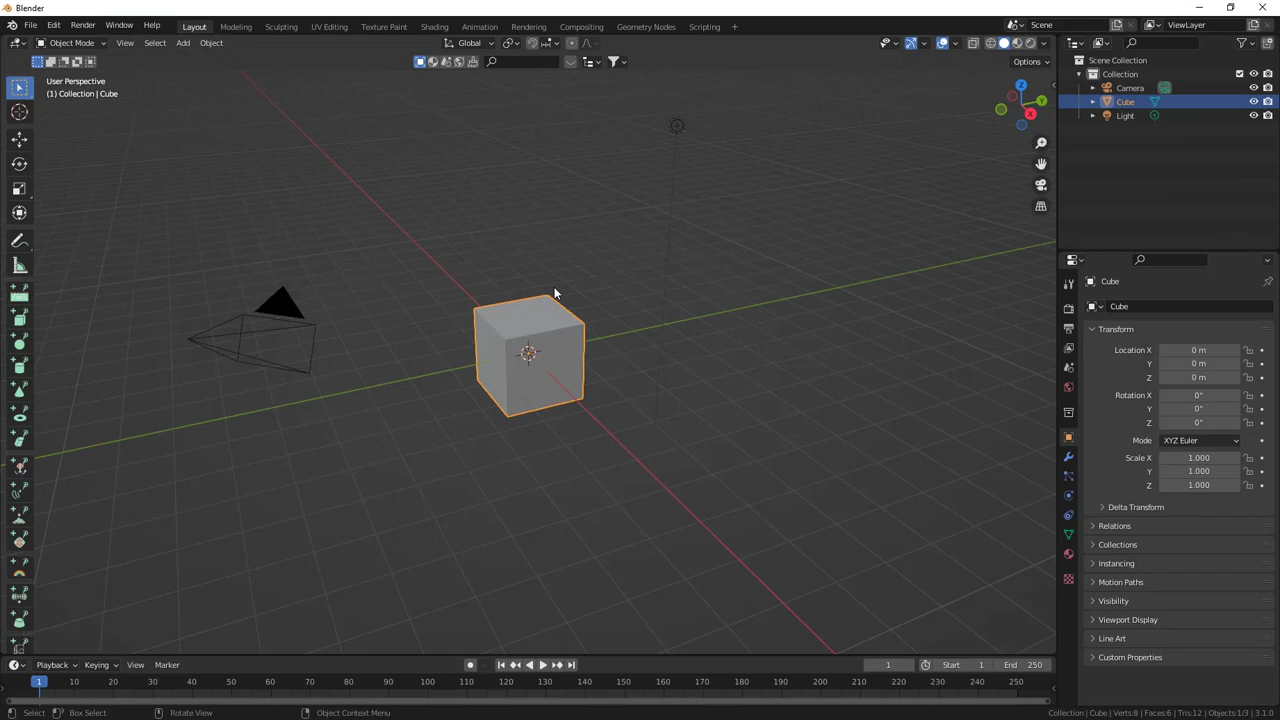 Blender
File Edit Render Window Help Layout Modeling Sculpting UV Editing Texture Paint Shading Animation Rendering Compositing Geometry Nodes Scripting + Scene ViewLayer
Object Mode View Select Add Object Global
Options
User Perspective
(1) Collection | Cube
Z
Y
X
Scene Collection
Collection
Camera
Cube
Light
Cube
Cube
Transform
Location X 0 m
Y 0 m
Z 0 m
Rotation X 0°
Y 0°
Z 0°
Mode XYZ Euler
Scale X 1.000
Y 1.000
Z 1.000
Delta Transform
Relations
Collections
Instancing
Motion Paths
Visibility
Viewport Display
Line Art
Custom Properties
Playback Keying View Marker 1 Start 1 End 250
1 10 20 30 40 50 60 70 80 90 100 110 120 130 140 150 160 170 180 190 200 210 220 230 240 250
Select Box Select Rotate View Object Context Menu Collection | Cube | Verts:8 | Faces:6 | Tris:12 | Objects:1/3 | 3.1.0